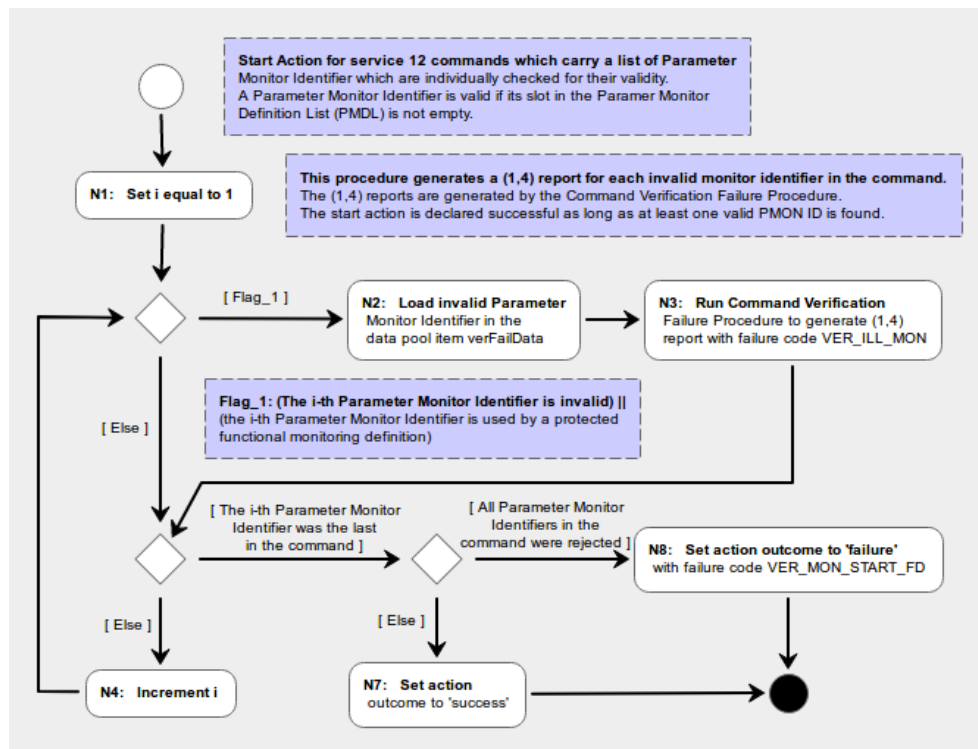 Start Action for service 12 commands which carry a list of Parameter
Monitor Identifier which are individually checked for their validity.
A Parameter Monitor Identifier is valid if its slot in the Paramer Monitor
Definition List (PMDL) is not empty.
This procedure generates a (1,4) report for each invalid monitor identifier in the command.
The (1,4) reports are generated by the Command Verification Failure Procedure.
The start action is declared successful as long as at least one valid PMON ID is found.
N1: Set i equal to 1
[ Flag_1 ]
N2: Load invalid Parameter
Monitor Identifier in the
data pool item verFailData
N3: Run Command Verification
Failure Procedure to generate (1,4)
report with failure code VER_ILL_MON
Flag_1: (The i-th Parameter Monitor Identifier is invalid) ||
(the i-th Parameter Monitor Identifier is used by a protected
functional monitoring definition)
[ Else ]
[ The i-th Parameter Monitor
Identifier was the last
in the command ]
[ All Parameter Monitor
Identifiers in the
command were rejected ]
N8: Set action outcome to 'failure'
with failure code VER_MON_START_FD
[ Else ]
[ Else ]
N4: Increment i
N7: Set action
outcome to 'success'